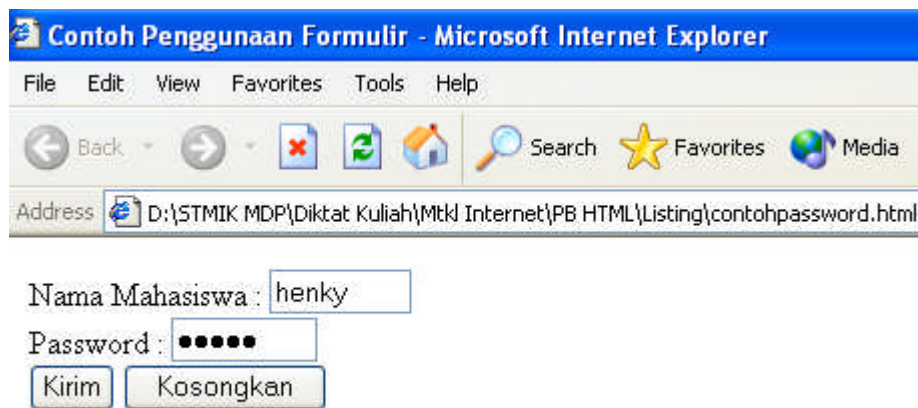 Contoh Penggunaan Formulir - Microsoft Internet Explorer
File Edit View Favorites Tools Help
Back Search Favorites Media
Address D:\STMIK MDP\Diktat Kuliah\Mtkl Internet\PB HTML\Listing\contohpassword.html
Nama Mahasiswa : henky
Password : •••••
Kirim Kosongkan